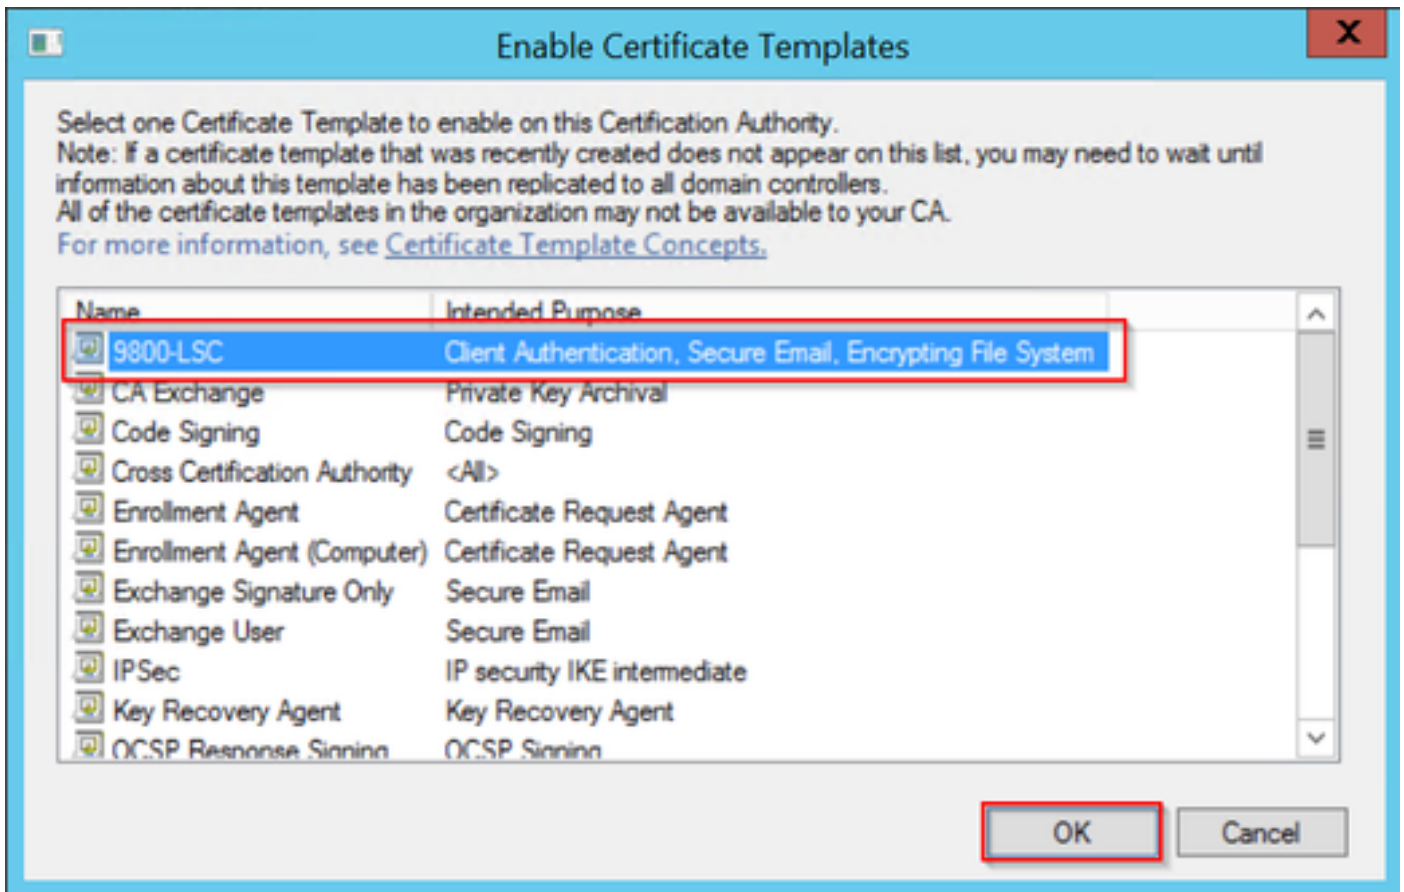 Enable Certificate Templates
X
Select one Certificate Template to enable on this Certification Authority.
Note: If a certificate template that was recently created does not appear on this list, you may need to wait until
information about this template has been replicated to all domain controllers.
All of the certificate templates in the organization may not be available to your CA.
For more information, see Certificate Template Concepts.
Name Intended Purpose
9800-LSC Client Authentication, Secure Email, Encrypting File System
CA Exchange Private Key Archival
Code Signing Code Signing
Cross Certification Authority <All>
Enrollment Agent Certificate Request Agent
Enrollment Agent (Computer) Certificate Request Agent
Exchange Signature Only Secure Email
Exchange User Secure Email
IPSec IP security IKE intermediate
Key Recovery Agent Key Recovery Agent
OCSP Response Signing OCSP Signing
OK Cancel